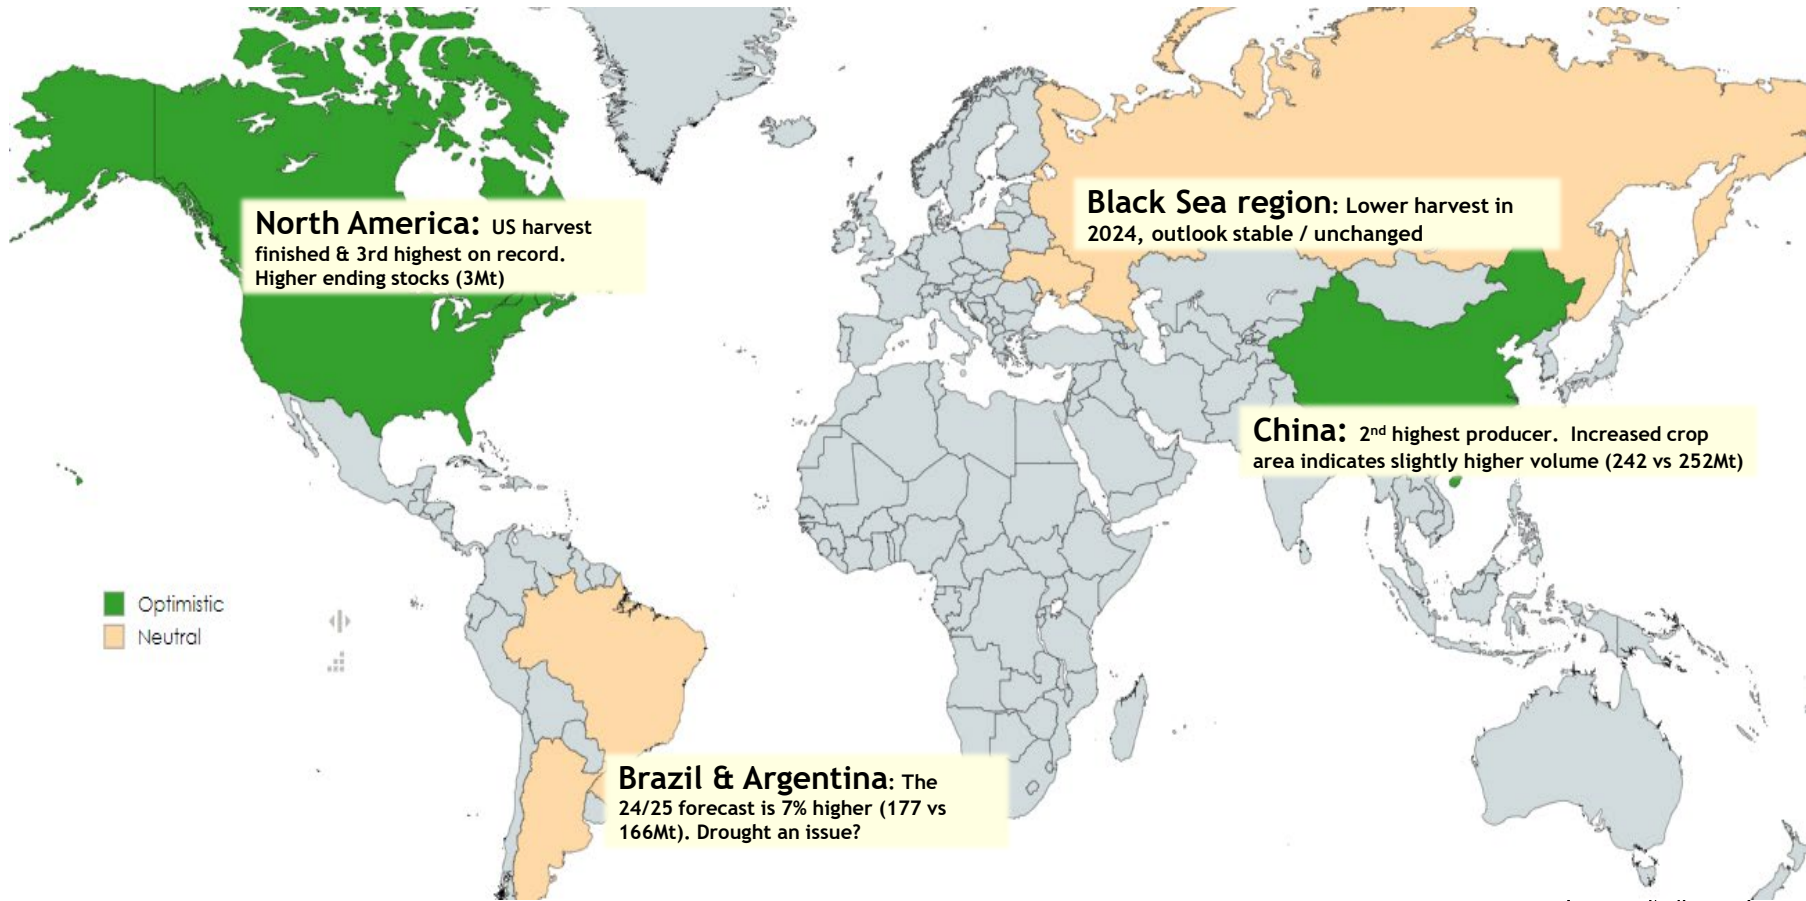 North America: US harvest
finished & 3rd highest on record.
Higher ending stocks (3Mt)
Black Sea region: Lower harvest in
2024, outlook stable / unchanged
China: 2nd highest producer. Increased crop
area indicates slightly higher volume (242 vs 252Mt)
Optimistic
Neutral
Brazil & Argentina: The
24/25 forecast is 7% higher (177 vs
166Mt). Drought an issue?